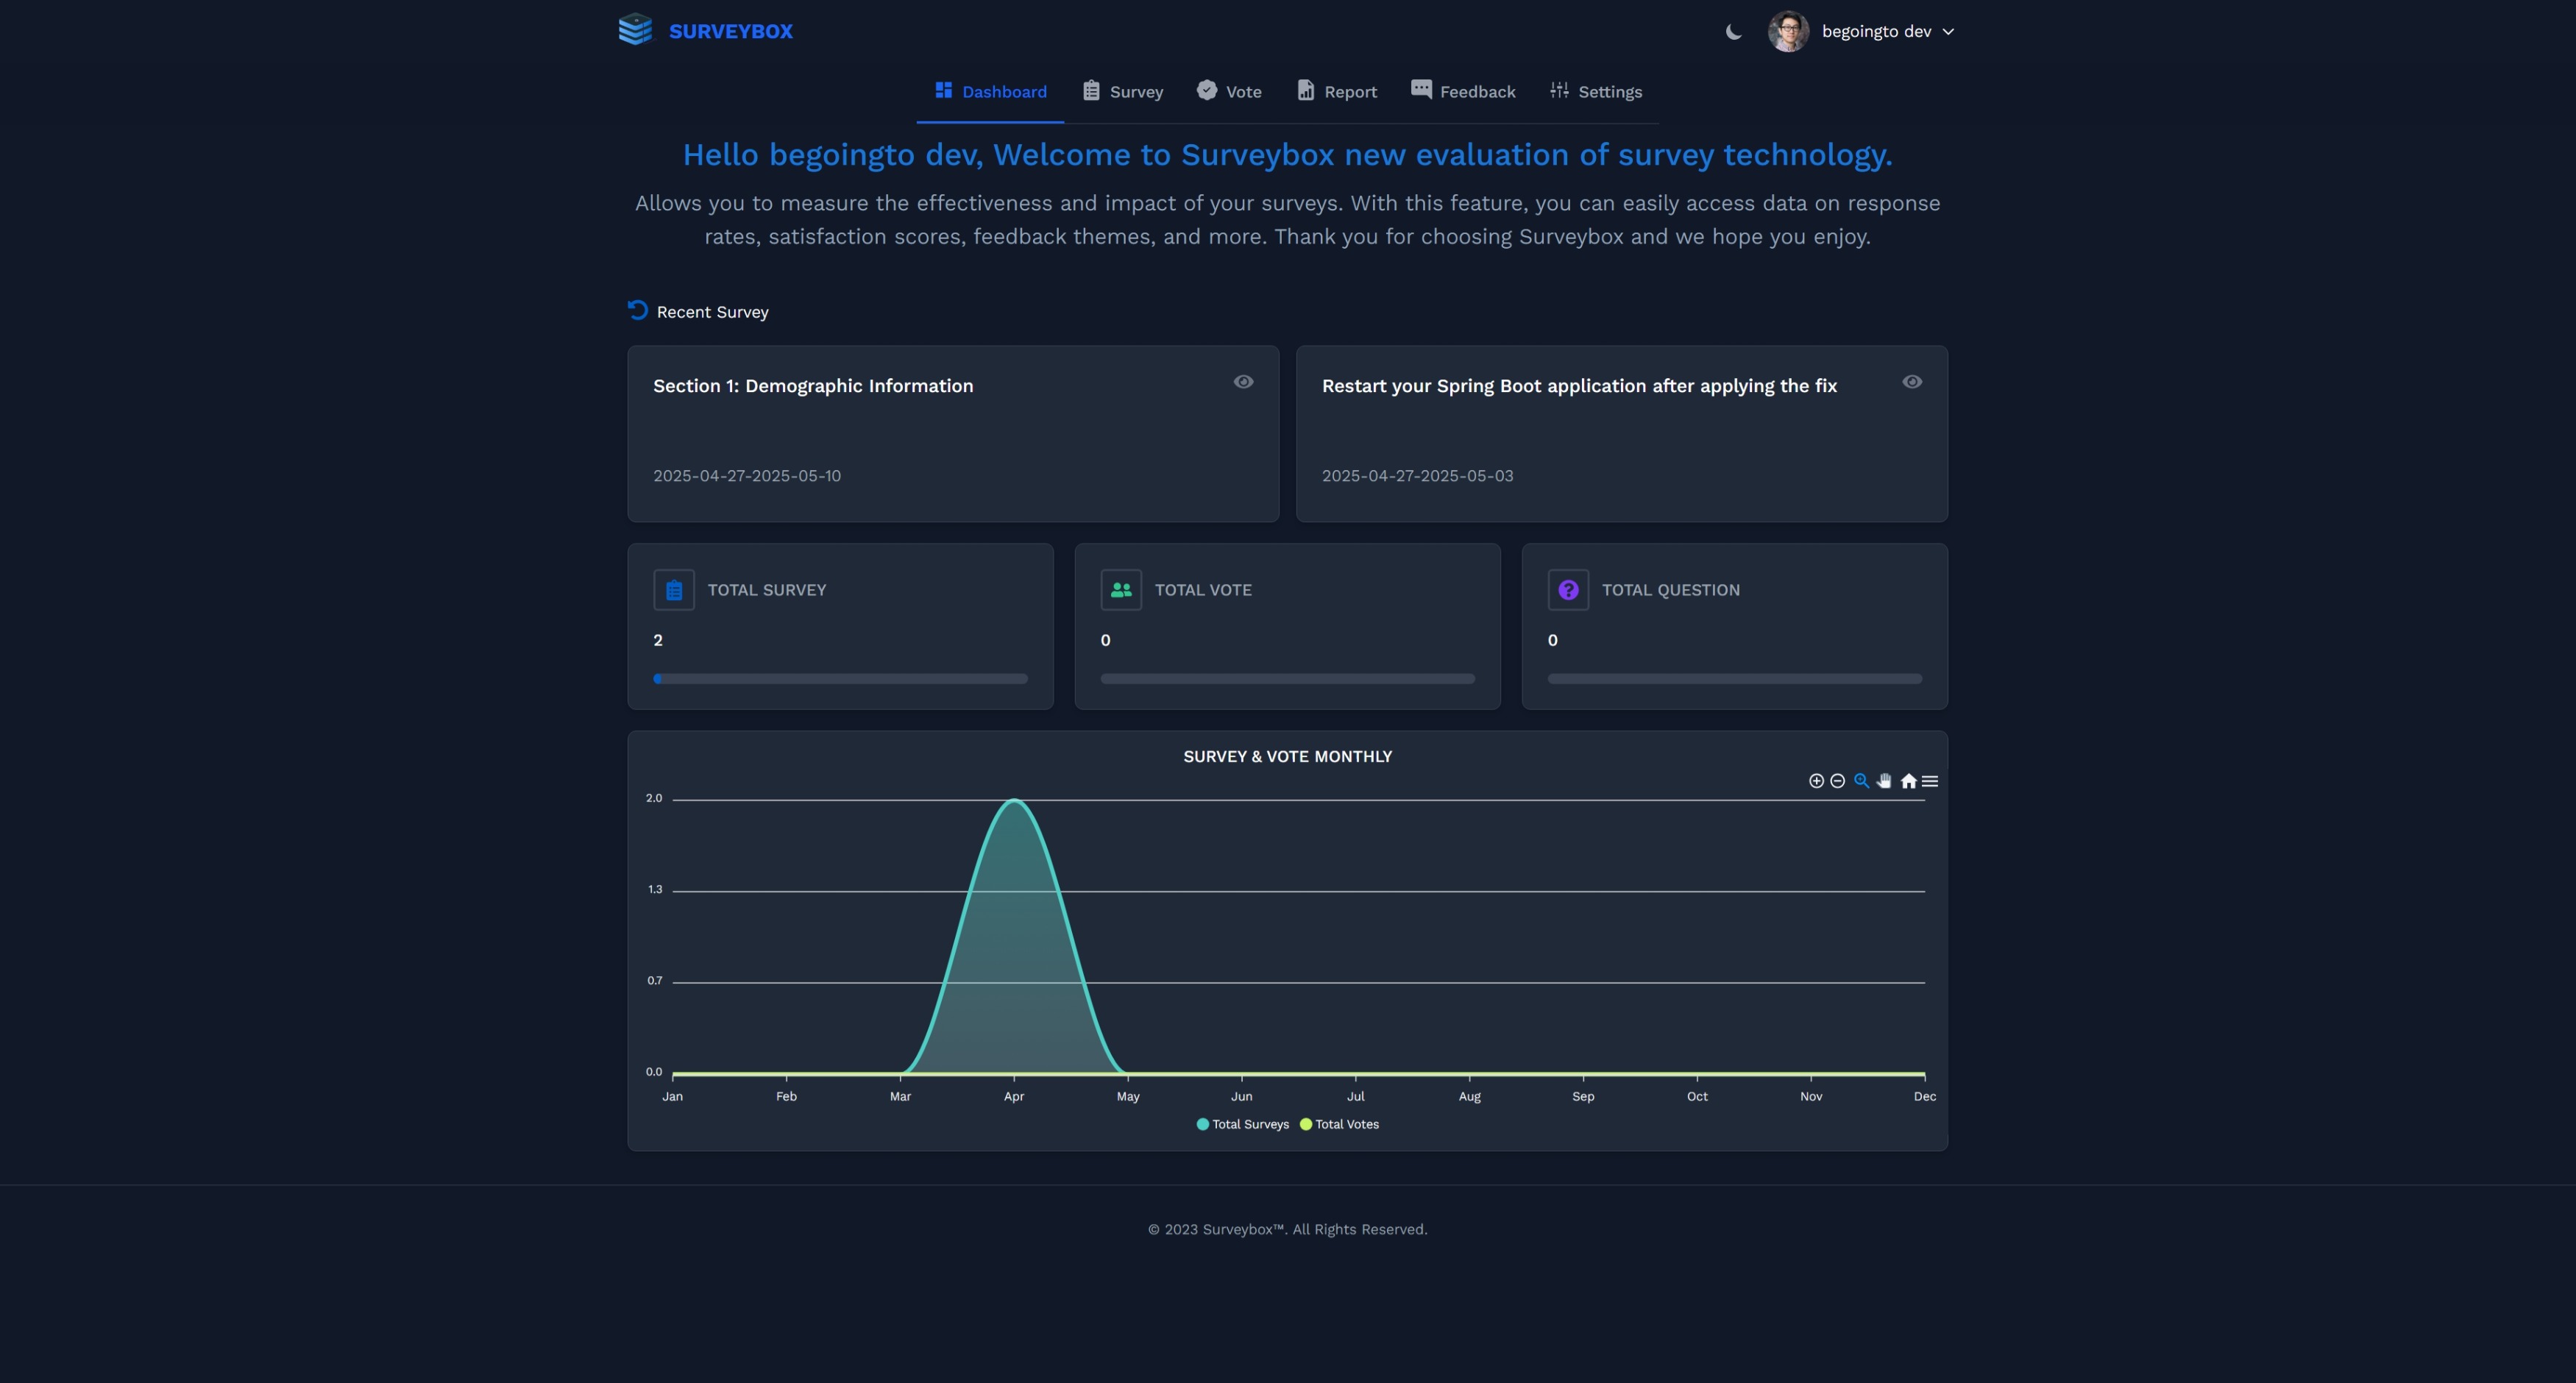 SURVEYBOX
begoingto dev
Dashboard Survey Vote Report Feedback Settings
Hello begoingto dev, Welcome to Surveybox new evaluation of survey technology.
Allows you to measure the effectiveness and impact of your surveys. With this feature, you can easily access data on response
rates, satisfaction scores, feedback themes, and more. Thank you for choosing Surveybox and we hope you enjoy.
Recent Survey
Section 1: Demographic Information
2025-04-27-2025-05-10
Restart your Spring Boot application after applying the fix
2025-04-27-2025-05-03
TOTAL SURVEY
2
TOTAL VOTE
0
TOTAL QUESTION
0
SURVEY & VOTE MONTHLY
2.0
1.3
0.7
0.0
Jan Feb Mar Apr May Jun Jul Aug Sep Oct Nov Dec
Total Surveys Total Votes
© 2023 Surveybox™. All Rights Reserved.